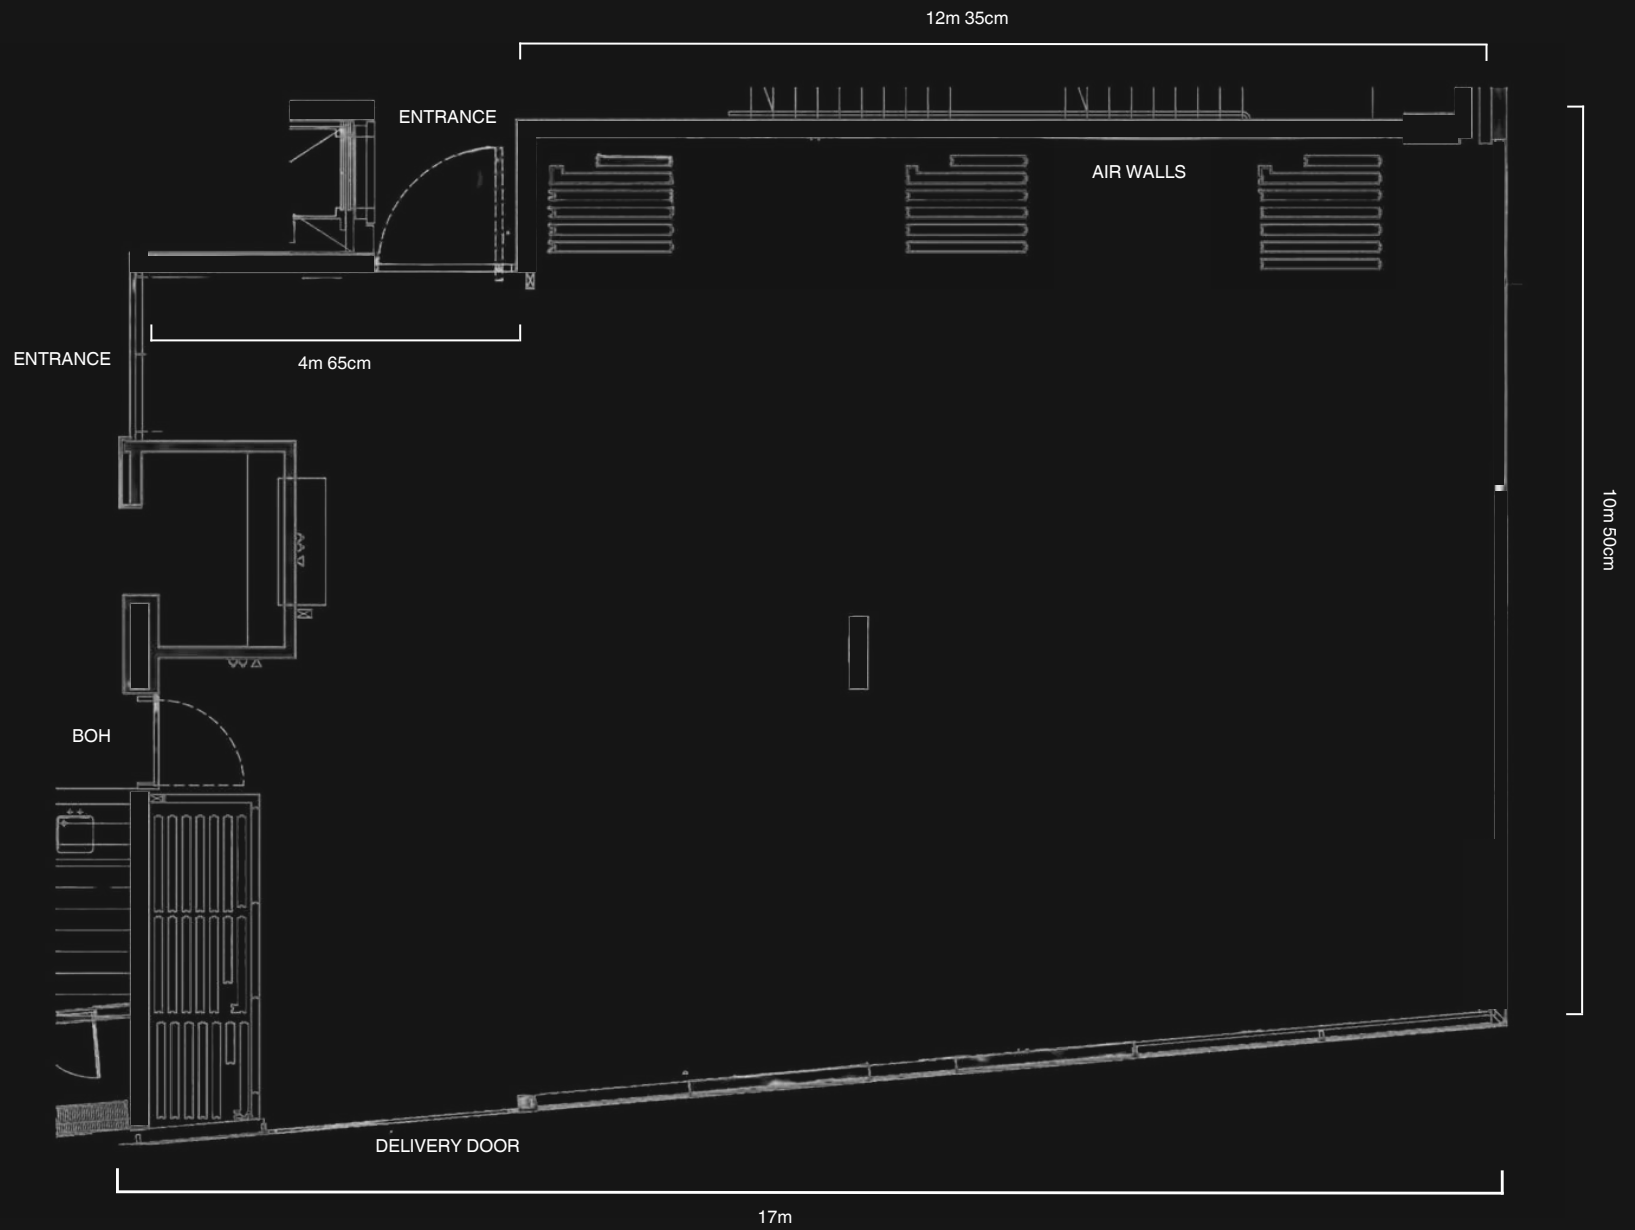 12m 35cm
ENTRANCE
AIR WALLS
ENTRANCE
4m 65cm
10m 50cm
BOH
DELIVERY DOOR
17m